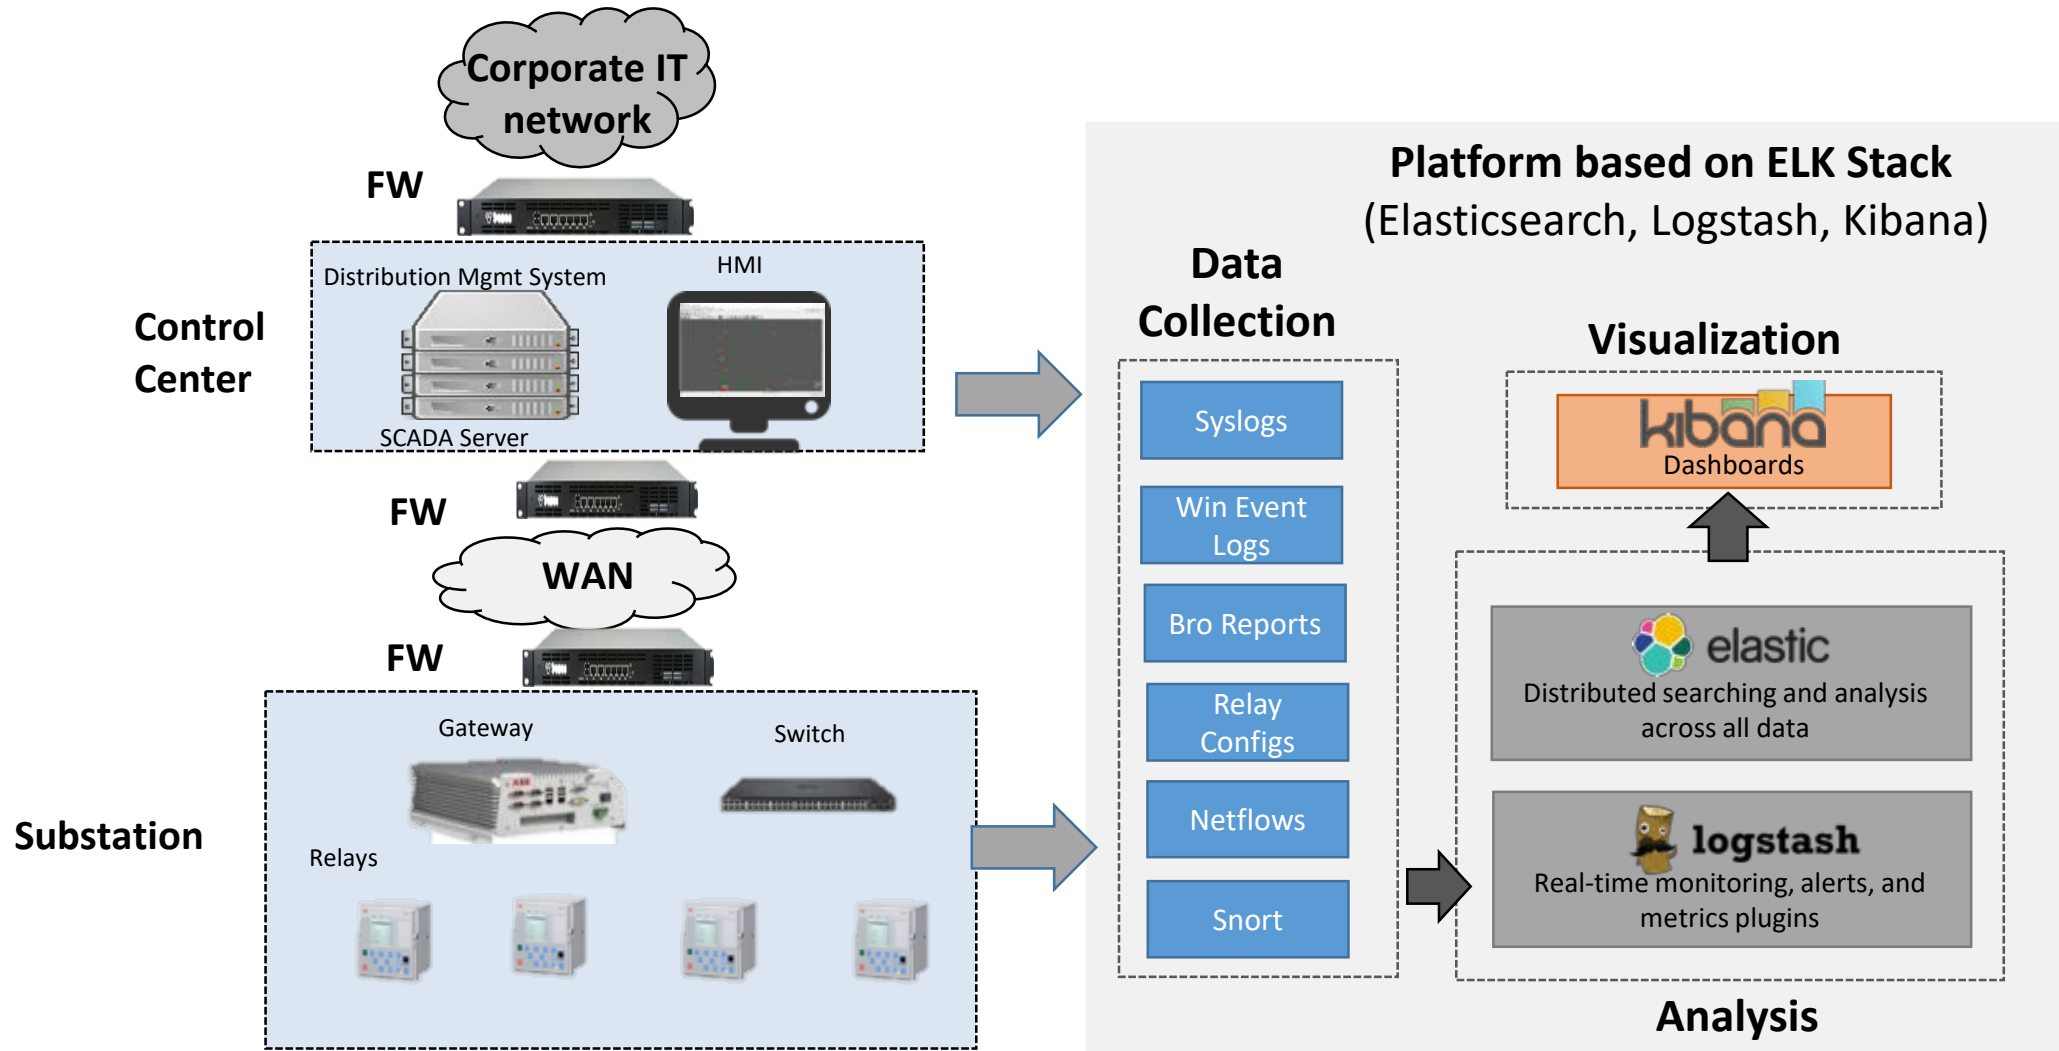 Corporate IT
network
FW
Distribution Mgmt System
HMI
Control
Center
SCADA Server
FW
WAN
FW
Gateway
Switch
ABB
Substation
Relays
Platform based on ELK Stack
(Elasticsearch, Logstash, Kibana)
Data
Collection
Syslogs
Win Event
Logs
Bro Reports
Relay
Configs
Netflows
Snort
Visualization
kibana
Dashboards
elastic
Distributed searching and analysis
across all data
logstash
Real-time monitoring, alerts, and
metrics plugins
Analysis